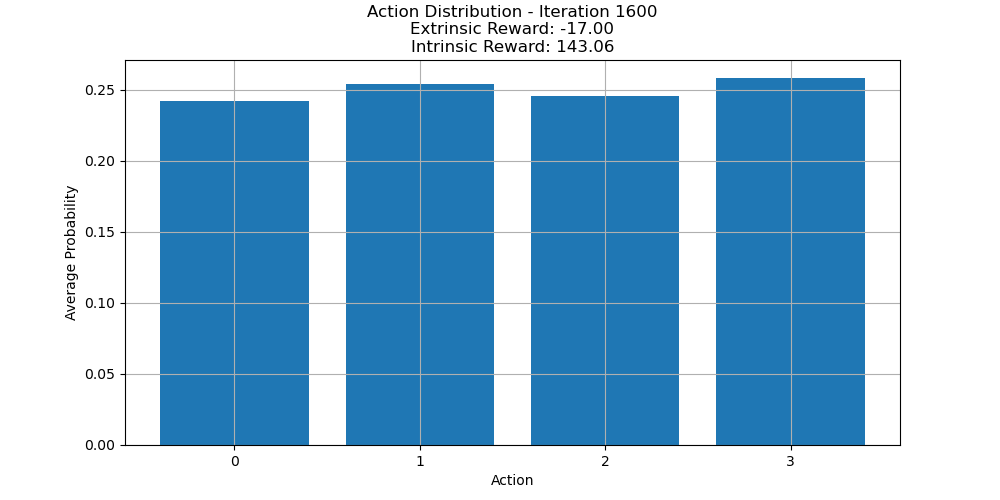 Action Distribution - Iteration 1600
Extrinsic Reward: -17.00
Intrinsic Reward: 143.06
Average Probability
0.25
0.20
0.15
0.10
0.05
0.00
0 1 2 3
Action